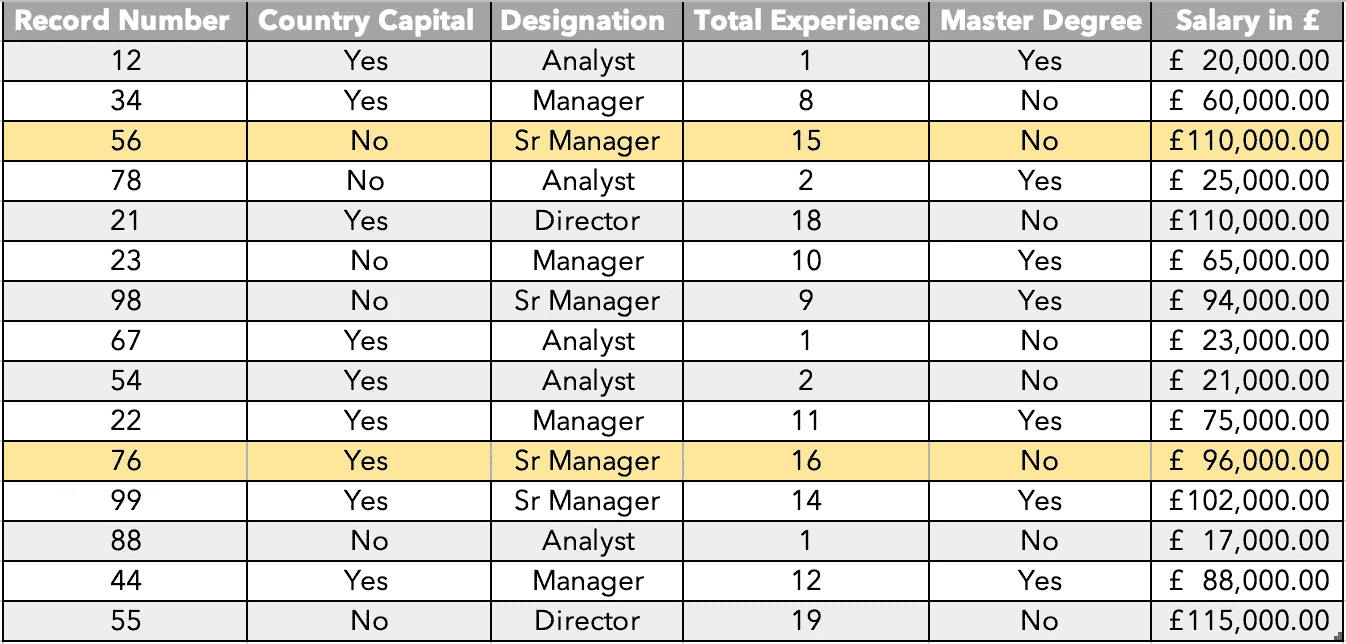 Record Number Country Capital Designation Total Experience Master Degree Salary in £
12 Yes Analyst 1 Yes £ 20,000.00
34 Yes Manager 8 No £ 60,000.00
56 No Sr Manager 15 No £110,000.00
78 No Analyst 2 Yes £ 25,000.00
21 Yes Director 18 No £110,000.00
23 No Manager 10 Yes £ 65,000.00
98 No Sr Manager 9 Yes £ 94,000.00
67 Yes Analyst 1 No £ 23,000.00
54 Yes Analyst 2 No £ 21,000.00
22 Yes Manager 11 Yes £ 75,000.00
76 Yes Sr Manager 16 No £ 96,000.00
99 Yes Sr Manager 14 Yes £102,000.00
88 No Analyst 1 No £ 17,000.00
44 Yes Manager 12 Yes £ 88,000.00
55 No Director 19 No £115,000.00